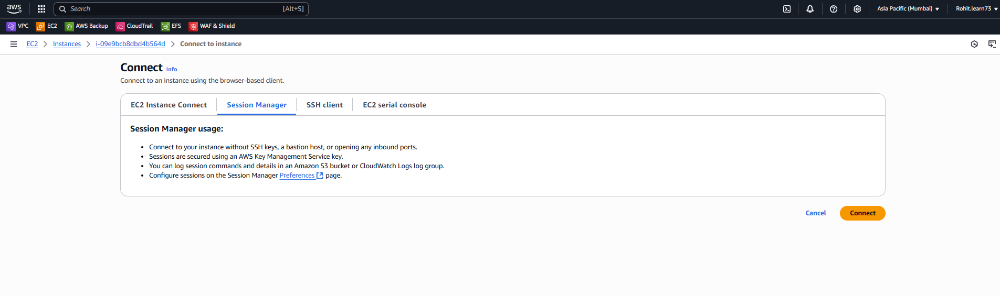 aws
Search [Alt+S] Asia Pacific (Mumbai) Rohit.learn73
VPC EC2 AWS Backup CloudTrail EFS WAF & Shield
EC2 Instances i-09e9bcb8dbd4b564d Connect to instance
Connect Info
Connect to an instance using the browser-based client.
EC2 Instance Connect Session Manager SSH client EC2 serial console
Session Manager usage:
• Connect to your instance without SSH keys, a bastion host, or opening any inbound ports.
• Sessions are secured using an AWS Key Management Service key.
• You can log session commands and details in an Amazon S3 bucket or CloudWatch Logs log group.
• Configure sessions on the Session Manager Preferences page.
Cancel Connect